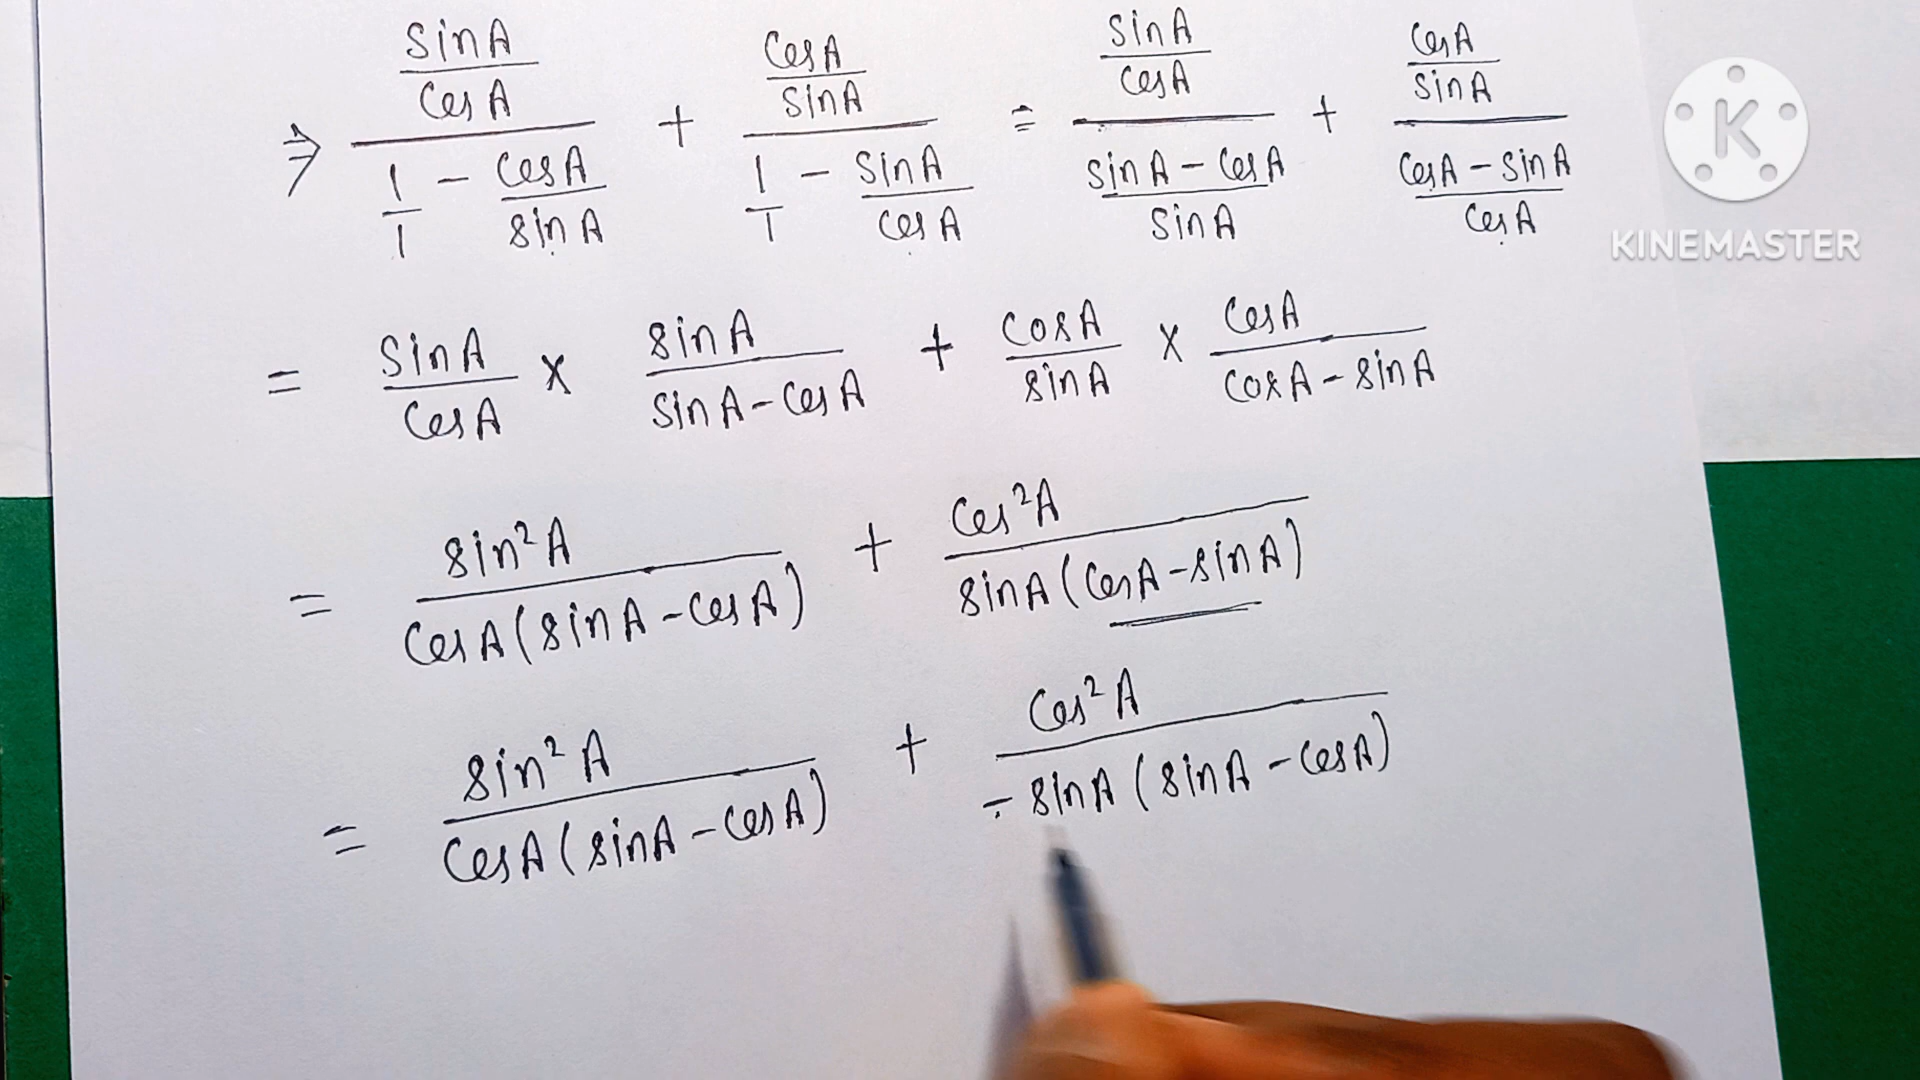 ⇒ (sinA/cosA)/(1/1 - cosA/sinA) + (cosA/sinA)/(1/1 - sinA/cosA) = (sinA/cosA)/((sinA - cosA)/sinA) + (cosA/sinA)/((cosA - sinA)/cosA)
KINEMASTER
= sinA/cosA × sinA/(sinA - cosA) + cosA/sinA × cosA/(cosA - sinA)
= sin²A/(cosA(sinA - cosA)) + cos²A/(sinA(cosA - sinA))
= sin²A/(cosA(sinA - cosA)) + cos²A/(-sinA(sinA - cosA))